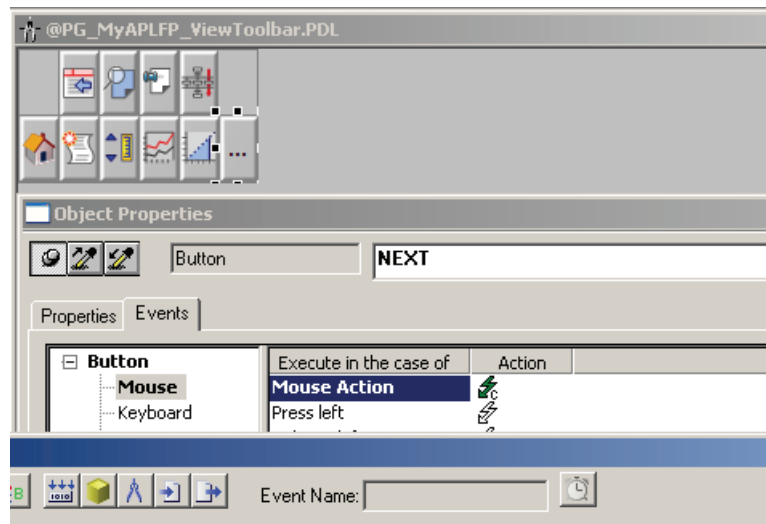 @PG_MyAPLFP_ViewToolbar.PDL
...
Object Properties
Button NEXT
Properties Events
Button Execute in the case of Action
Mouse Mouse Action C
Keyboard Press left
B Event Name: